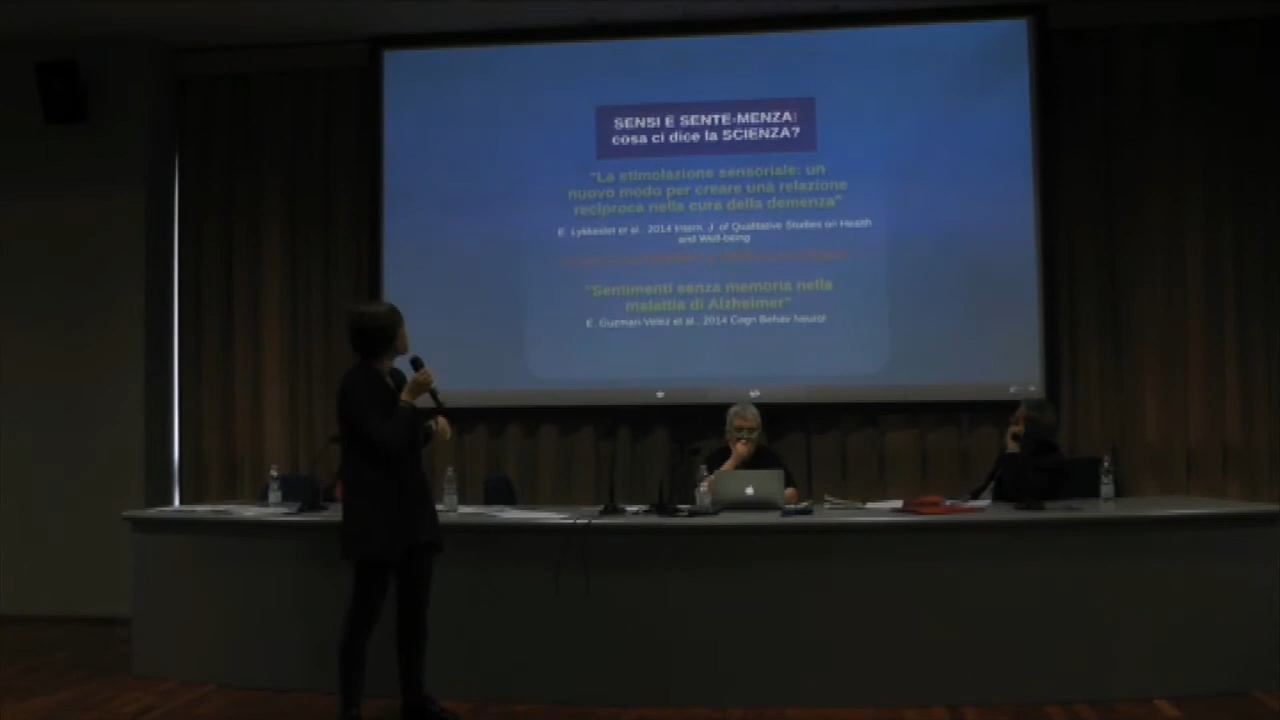 SENSI E SENTE-MENZA:
cosa ci dice la SCIENZA?
"La stimolazione sensoriale: un
nuovo modo per creare una relazione
reciproca nella cura della demenza"
et al., 2014 Intern. J. of Qualitative Studies on Health
and Well-being
"Sentimenti senza memoria nella
malattia di Alzheimer"
E. Guzman-Velez et al., 2014 Cogn Behav Neurol